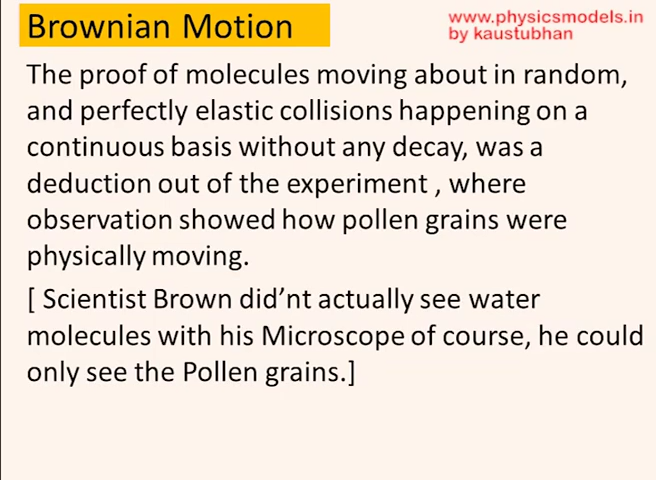 Brownian Motion
www.physicsmodels.in
by kaustubhan
The proof of molecules moving about in random,
and perfectly elastic collisions happening on a
continuous basis without any decay, was a
deduction out of the experiment , where
observation showed how pollen grains were
physically moving.
[ Scientist Brown did'nt actually see water
molecules with his Microscope of course, he could
only see the Pollen grains.]